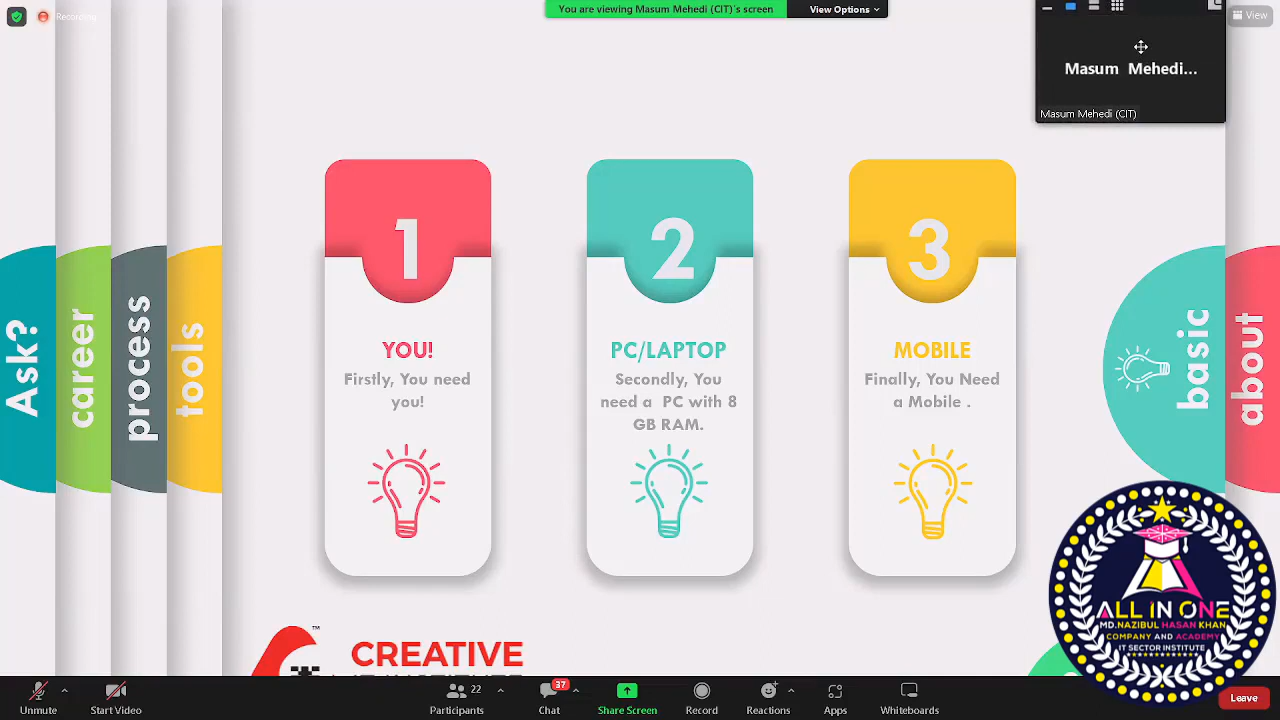 Recording
You are viewing Masum Mehedi (CIT)'s screen
View Options
View
Masum Mehedi...
Masum Mehedi (CIT)
Ask?
career
process
tools
1
YOU!
Firstly, You need
you!
2
PC/LAPTOP
Secondly, You
need a PC with 8
GB RAM.
3
MOBILE
Finally, You Need
a Mobile .
basic
about
™
CREATIVE
ALL IN ONE
MD.NAZIBUL HASAN KHAN
COMPANY AND ACADEMY
IT SECTOR INSTITUTE
Unmute
Start Video
22
Participants
37
Chat
Share Screen
Record
Reactions
Apps
Whiteboards
Leave